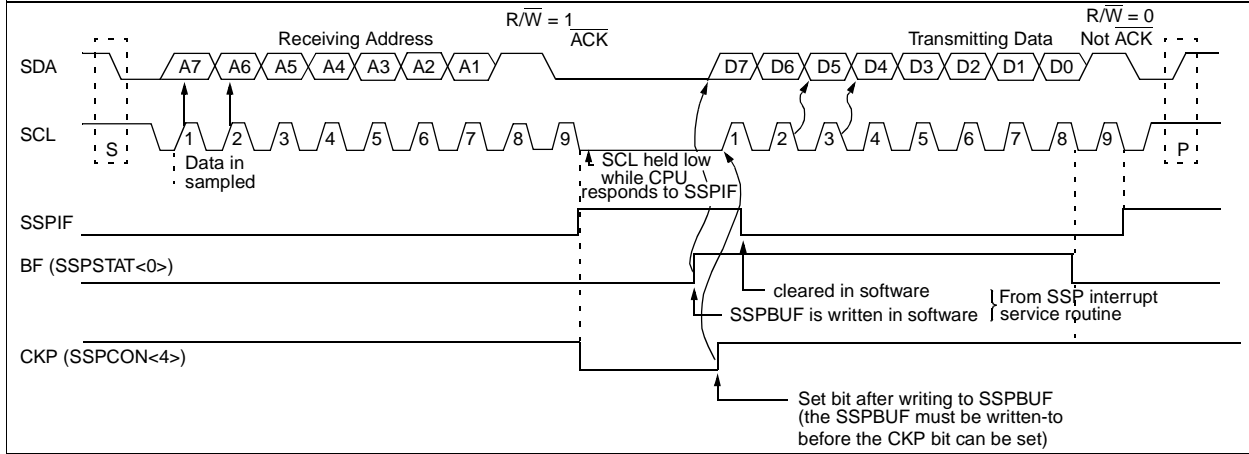 R/W = 1
ACK
R/W = 0
Receiving Address
Transmitting Data
Not ACK
SDA
A7 A6 A5 A4 A3 A2 A1
D7 D6 D5 D4 D3 D2 D1 D0
SCL
S
1 2 3 4 5 6 7 8 9
1 2 3 4 5 6 7 8 9
P
Data in
sampled
SCL held low
while CPU
responds to SSPIF
SSPIF
BF (SSPSTAT<0>)
cleared in software
SSPBUF is written in software
From SSP interrupt
service routine
CKP (SSPCON<4>)
Set bit after writing to SSPBUF
(the SSPBUF must be written-to
before the CKP bit can be set)